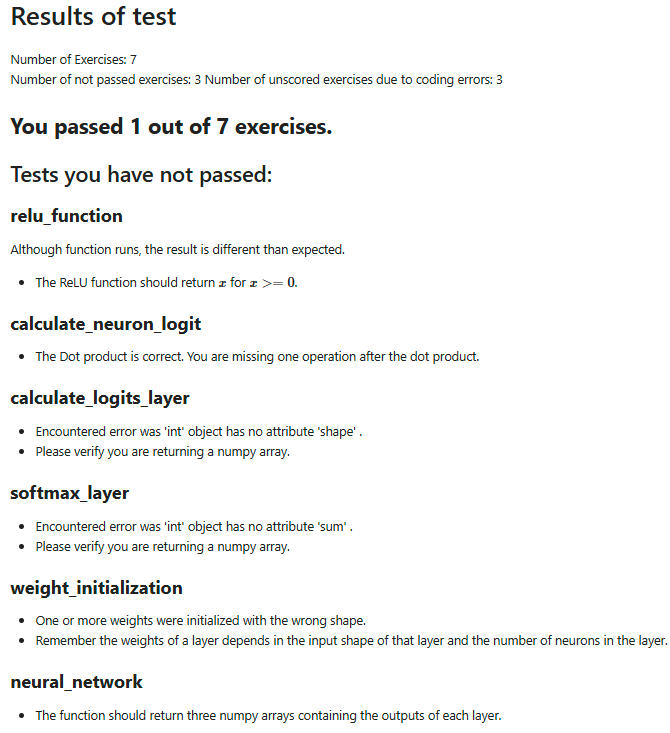 Results of test
Number of Exercises: 7
Number of not passed exercises: 3 Number of unscored exercises due to coding errors: 3
You passed 1 out of 7 exercises.
Tests you have not passed:
relu_function
Although function runs, the result is different than expected.
• The ReLU function should return x for x >= 0.
calculate_neuron_logit
• The Dot product is correct. You are missing one operation after the dot product.
calculate_logits_layer
• Encountered error was 'int' object has no attribute 'shape' .
• Please verify you are returning a numpy array.
softmax_layer
• Encountered error was 'int' object has no attribute 'sum' .
• Please verify you are returning a numpy array.
weight_initialization
• One or more weights were initialized with the wrong shape.
• Remember the weights of a layer depends in the input shape of that layer and the number of neurons in the layer.
neural_network
• The function should return three numpy arrays containing the outputs of each layer.